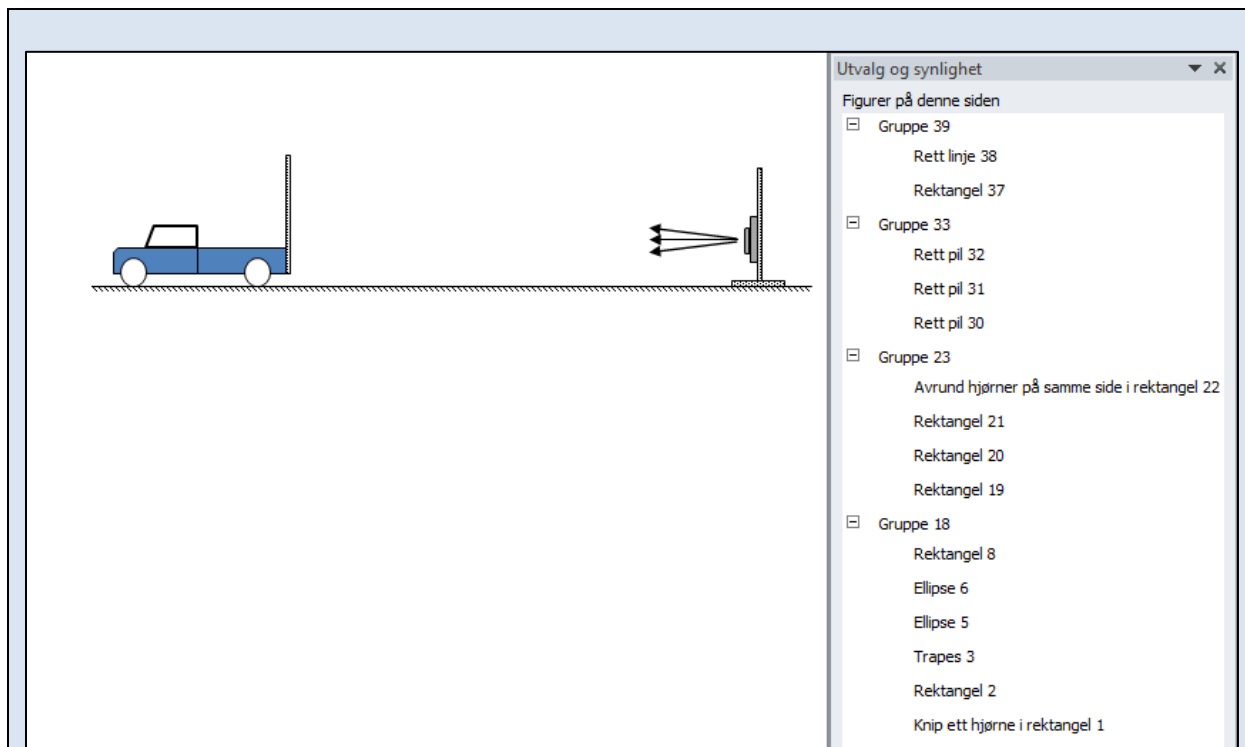 Utvalg og synlighet
Figurer på denne siden
Gruppe 39
Rett linje 38
Rektangel 37
Gruppe 33
Rett pil 32
Rett pil 31
Rett pil 30
Gruppe 23
Avrund hjørner på samme side i rektangel 22
Rektangel 21
Rektangel 20
Rektangel 19
Gruppe 18
Rektangel 8
Ellipse 6
Ellipse 5
Trapes 3
Rektangel 2
Knip ett hjørne i rektangel 1